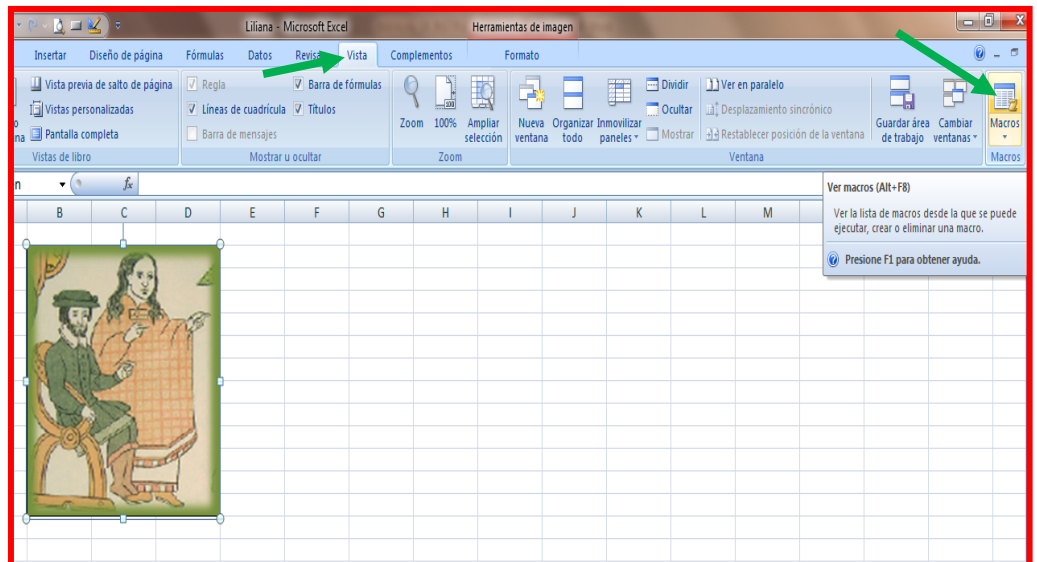 Liliana - Microsoft Excel
Herramientas de imagen
Insertar Diseño de página Fórmulas Datos Revisar Vista Complementos Formato
Vista previa de salto de página
Vistas personalizadas
Pantalla completa
Vistas de libro
Regla
Barra de fórmulas
Líneas de cuadrícula
Títulos
Barra de mensajes
Mostrar u ocultar
Zoom
100%
Ampliar
selección
Zoom
Nueva
ventana
Organizar
todo
Inmovilizar
paneles
Dividir
Ocultar
Mostrar
Ver en paralelo
Desplazamiento sincrónico
Restablecer posición de la ventana
Ventana
Guardar área
de trabajo
Cambiar
ventanas
Macros
Macros
fx
B C D E F G H I J K L M
Ver macros (Alt+F8)
Ver la lista de macros desde la que se puede
ejecutar, crear o eliminar una macro.
Presione F1 para obtener ayuda.